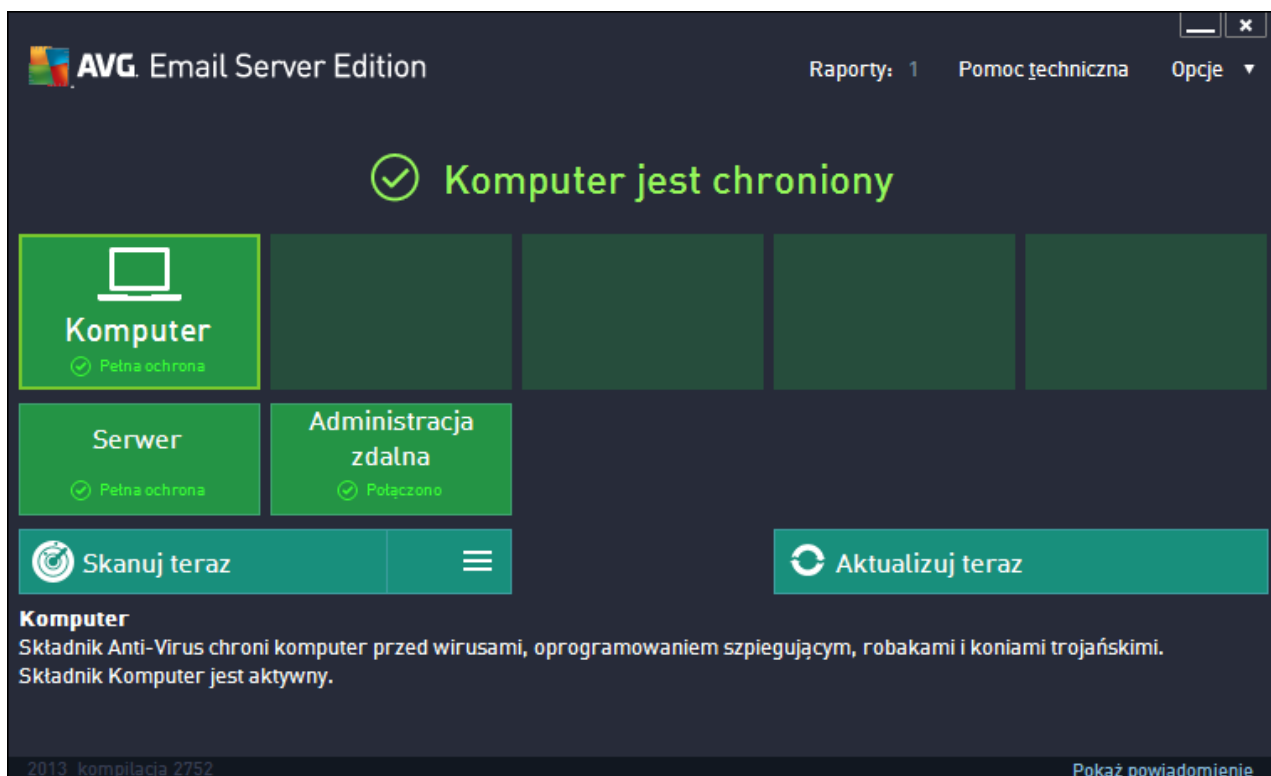 AVG. Email Server Edition
Raporty: 1 Pomoc techniczna Opcje
Komputer jest chroniony
Komputer
Pełna ochrona
Serwer
Pełna ochrona
Administracja
zdalna
Połączono
Skanuj teraz
Aktualizuj teraz
Komputer
Składnik Anti-Virus chroni komputer przed wirusami, oprogramowaniem szpiegującym, robakami i koniami trojańskimi.
Składnik Komputer jest aktywny.
2013 kompilacja 2752
Pokaż powiadomienie